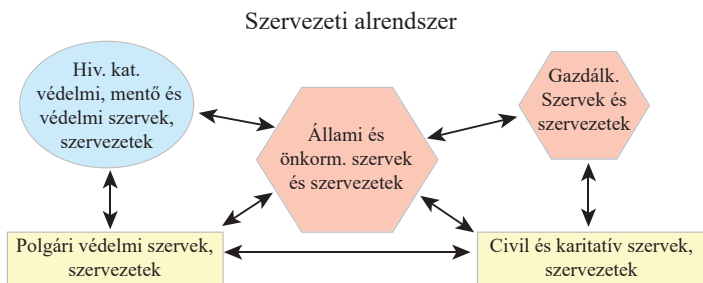 Szervezeti alrendszer
Hiv. kat.
védelmi, mentő és
védelmi szervek,
szervezetek
Állami és
önkorm. szervek
és szervezetek
Gazdálk.
Szervek és
szervezetek
Polgári védelmi szervek,
szervezetek
Civil és karitatív szervek,
szervezetek